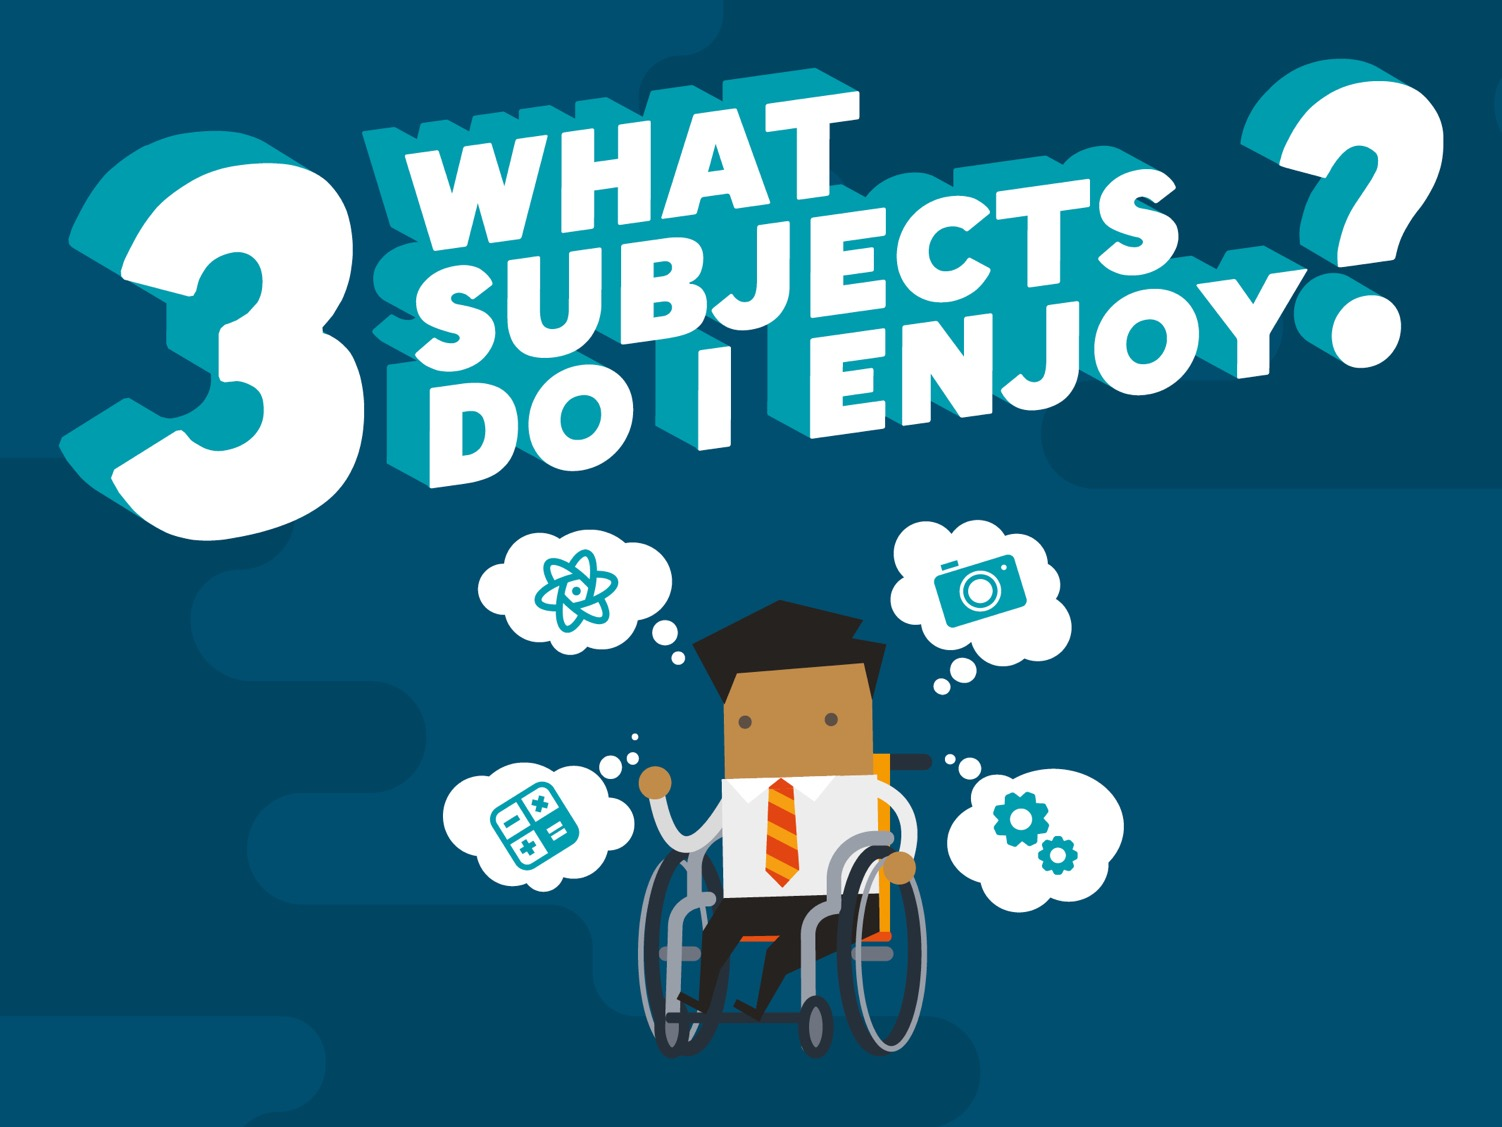 3
WHAT
SUBJECTS
DO I ENJOY?